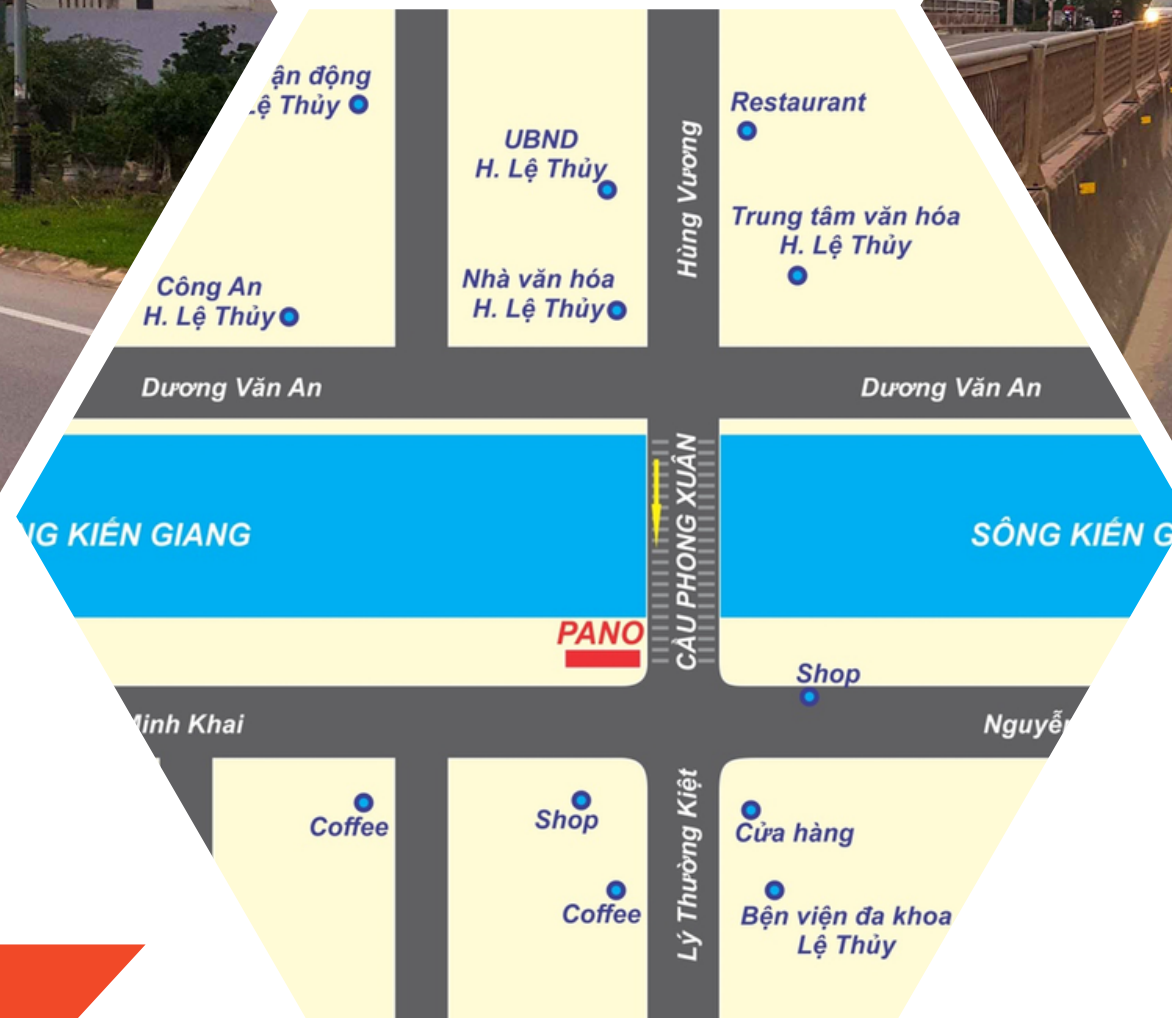 ận động
Lệ Thủy
Restaurant
UBND
H. Lệ Thủy
Hùng Vương
Trung tâm văn hóa
H. Lệ Thủy
Công An
H. Lệ Thủy
Nhà văn hóa
H. Lệ Thủy
Dương Văn An
Dương Văn An
CẦU PHONG XUÂN
NG KIẾN GIANG
SÔNG KIẾN G
PANO
Shop
Minh Khai
Nguyễn
Lý Thường Kiệt
Coffee
Shop
Cửa hàng
Coffee
Bện viện đa khoa
Lệ Thủy